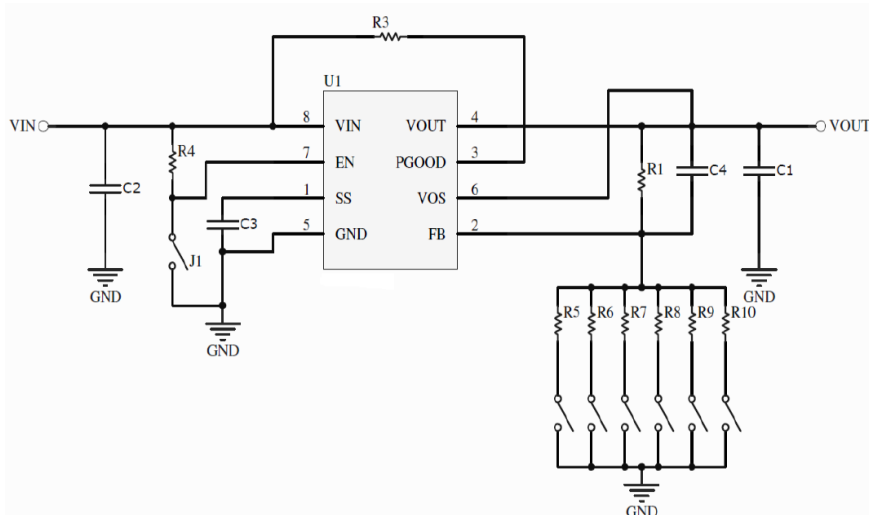 R3
U1
VIN
8
VIN
VOUT
4
VOUT
R4
7
EN
PGOOD
3
R1
C4
C1
C2
1
SS
VOS
6
C3
5
GND
FB
2
J1
GND
GND
GND
R5
R6
R7
R8
R9
R10
GND